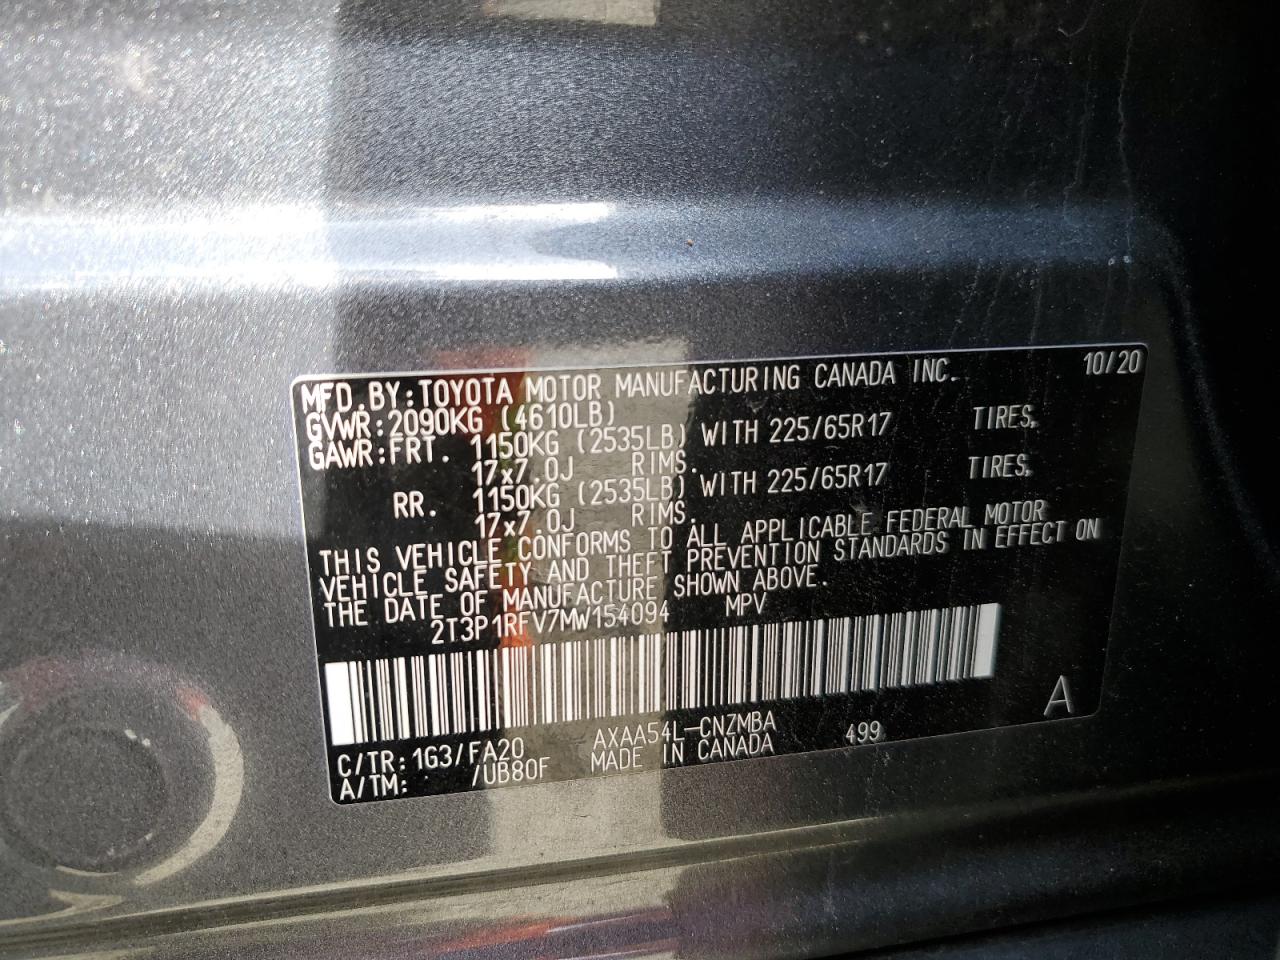 MFD.BY:TOYOTA MOTOR MANUFACTURING CANADA INC. 10/20
GVWR:2090KG (4610LB)
GAWR:FRT. 1150KG (2535LB) WITH 225/65R17 TIRES,
17x7.0J RIMS.
RR. 1150KG (2535LB) WITH 225/65R17 TIRES,
17x7.0J RIMS.
THIS VEHICLE CONFORMS TO ALL APPLICABLE FEDERAL MOTOR
VEHICLE SAFETY AND THEFT PREVENTION STANDARDS IN EFFECT ON
THE DATE OF MANUFACTURE SHOWN ABOVE.
2T3P1RFV7MW154094 MPV
A
C/TR:1G3/FA20 AXAA54L-CNZMBA 499
A/TM: /UB80F MADE IN CANADA